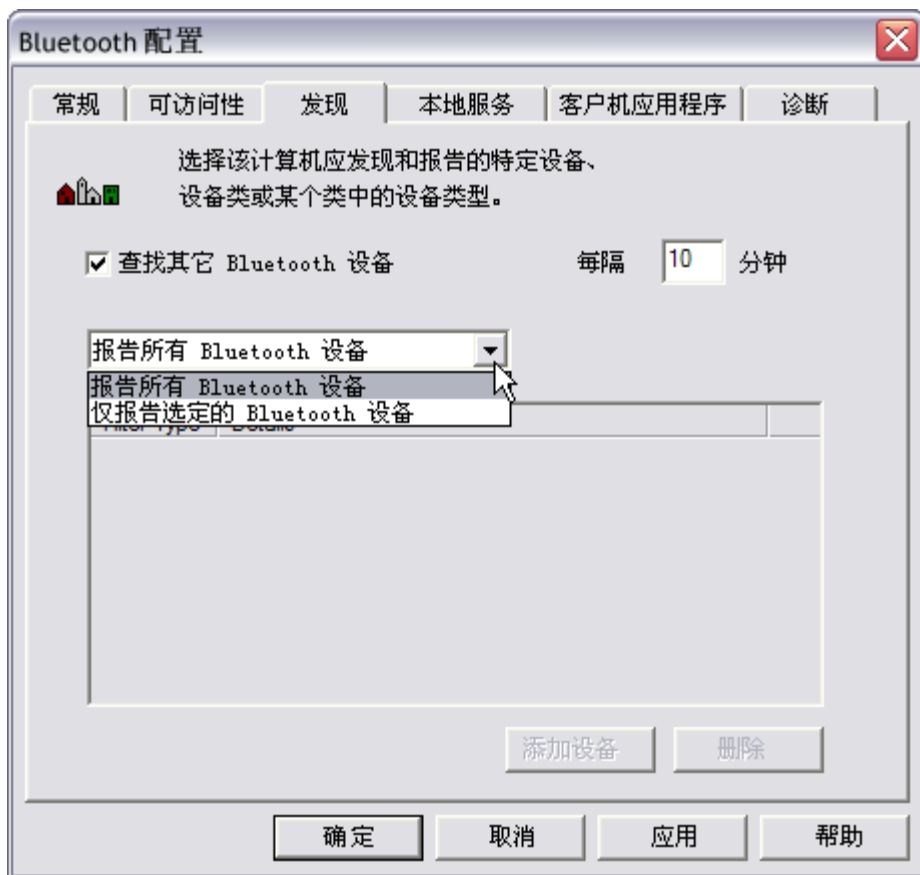 Bluetooth 配置
常规 可访问性 发现 本地服务 客户机应用程序 诊断
选择该计算机应发现和报告的特定设备、
设备类或某个类中的设备类型。
查找其它 Bluetooth 设备 每隔 10 分钟
报告所有 Bluetooth 设备
报告所有 Bluetooth 设备
仅报告选定的 Bluetooth 设备
Filter Type Details
添加设备 删除
确定 取消 应用 帮助